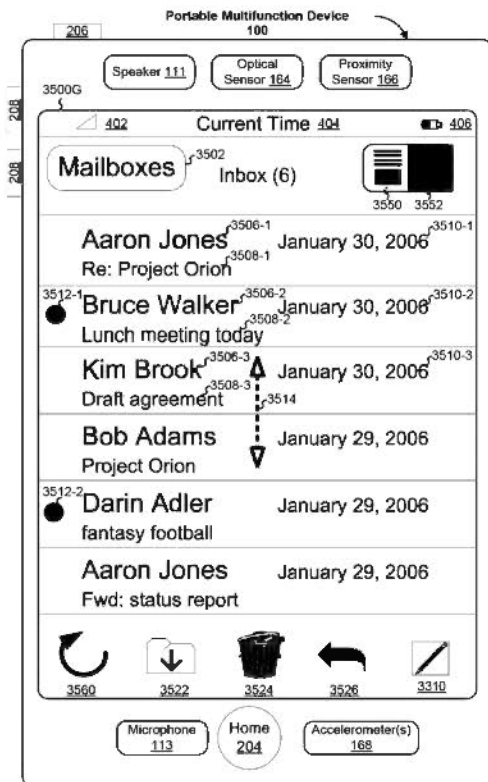 Portable Multifunction Device
100
206
Speaker 111
Optical
Sensor 164
Proximity
Sensor 166
208
208
3500G
402
Current Time 404
406
Mailboxes
3502
Inbox (6)
3550
3552
Aaron Jones
3506-1
January 30, 2006
3510-1
Re: Project Orion
3508-1
3512-1
Bruce Walker
3506-2
January 30, 2006
3510-2
Lunch meeting today
3508-2
Kim Brook
3506-3
January 30, 2006
3510-3
Draft agreement
3508-3
3514
Bob Adams
January 29, 2006
Project Orion
3512-2
Darin Adler
January 29, 2006
fantasy football
Aaron Jones
January 29, 2006
Fwd: status report
3560
3522
3524
3526
3310
Microphone
113
Home
204
Accelerometer(s)
168